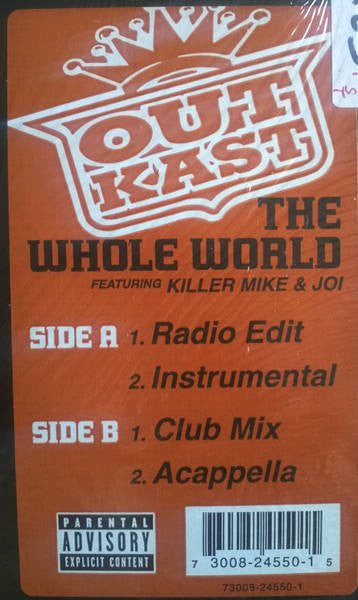 OUT
KAST
THE
WHOLE WORLD
FEATURING KILLER MIKE & JOI
SIDE A 1. Radio Edit
2. Instrumental
SIDE B 1. Club Mix
2. Acappella
PARENTAL
ADVISORY
EXPLICIT CONTENT
7 3008-24550-1 5
73009-24550-1